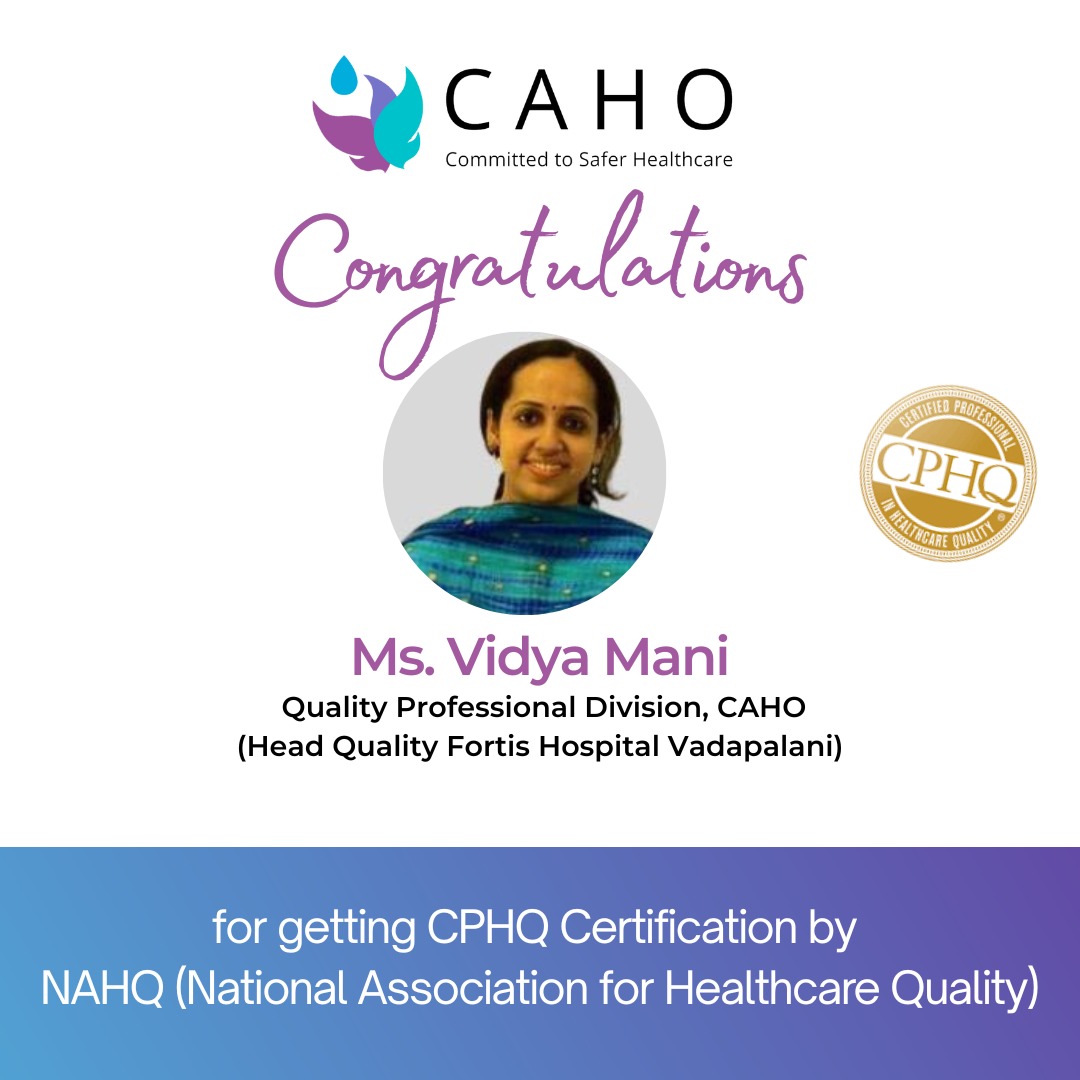 CAHO
Committed to Safer Healthcare
Congratulations
CERTIFIED PROFESSIONAL
CPHQ
®
IN HEALTHCARE QUALITY
Ms. Vidya Mani
Quality Professional Division, CAHO
(Head Quality Fortis Hospital Vadapalani)
for getting CPHQ Certification by
NAHQ (National Association for Healthcare Quality)